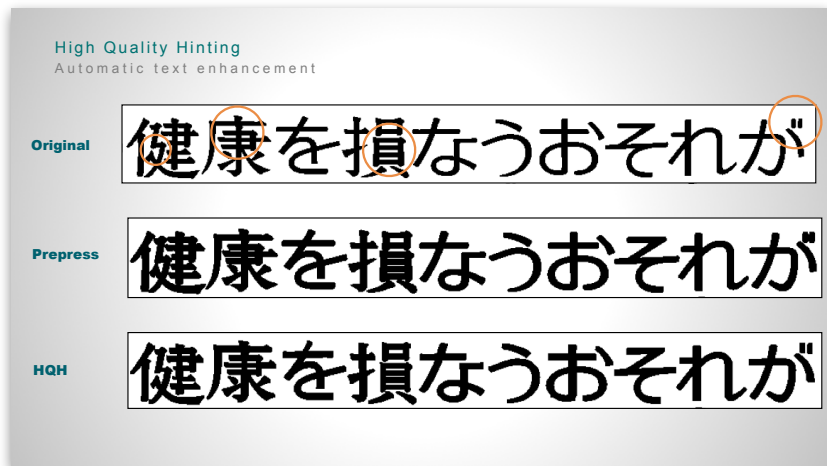 High Quality Hinting
Automatic text enhancement
Original
健康を損なうおそれが
Prepress
健康を損なうおそれが
HQH
健康を損なうおそれが